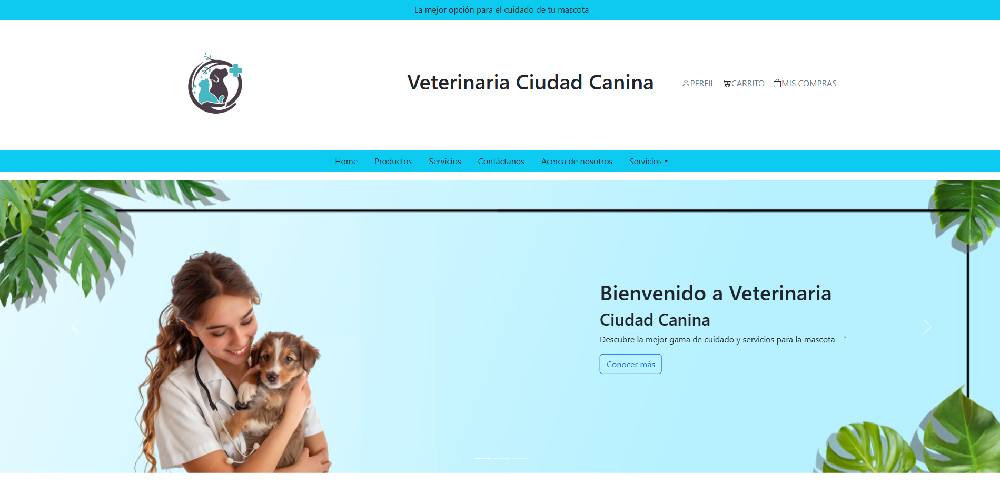 La mejor opción para el cuidado de tu mascota
Veterinaria Ciudad Canina
PERFIL CARRITO MIS COMPRAS
Home Productos Servicios Contáctanos Acerca de nosotros Servicios
Bienvenido a Veterinaria
Ciudad Canina
Descubre la mejor gama de cuidado y servicios para la mascota
Conocer más